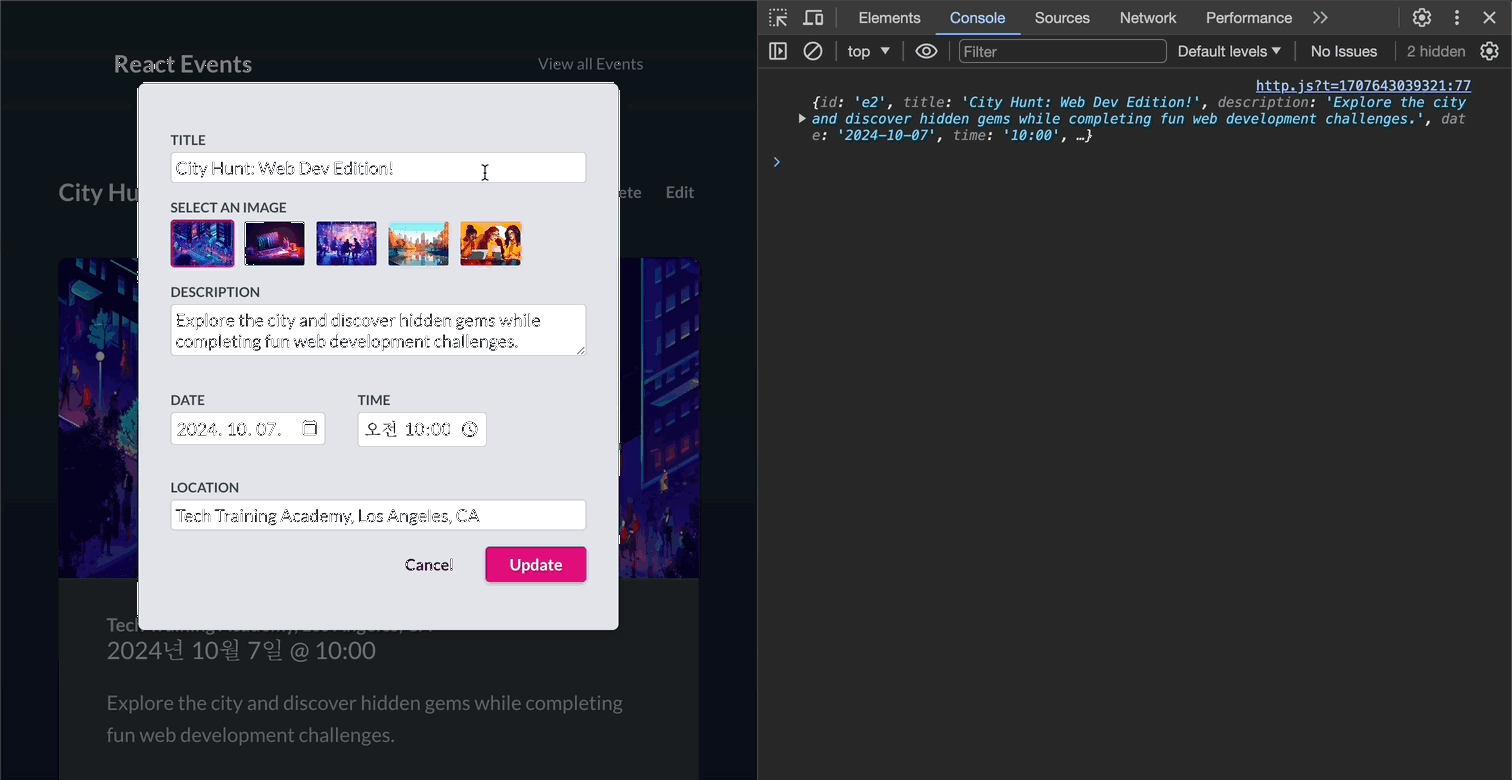 React Events
View all Events
City Hu
ete
Edit
TITLE
City Hunt: Web Dev Edition!
SELECT AN IMAGE
DESCRIPTION
Explore the city and discover hidden gems while
completing fun web development challenges.
DATE
TIME
2024. 10. 07.
오전 10:00
LOCATION
Tech Training Academy, Los Angeles, CA
Cancel
Update
Tech Training Academy, Los Angeles, CA
2024년 10월 7일 @ 10:00
Explore the city and discover hidden gems while completing
fun web development challenges.
Elements
Console
Sources
Network
Performance
top
Filter
Default levels
No Issues
2 hidden
http.js?t=1707643039321:77
{id: 'e2', title: 'City Hunt: Web Dev Edition!', description: 'Explore the city
and discover hidden gems while completing fun web development challenges.', dat
e: '2024-10-07', time: '10:00', …}